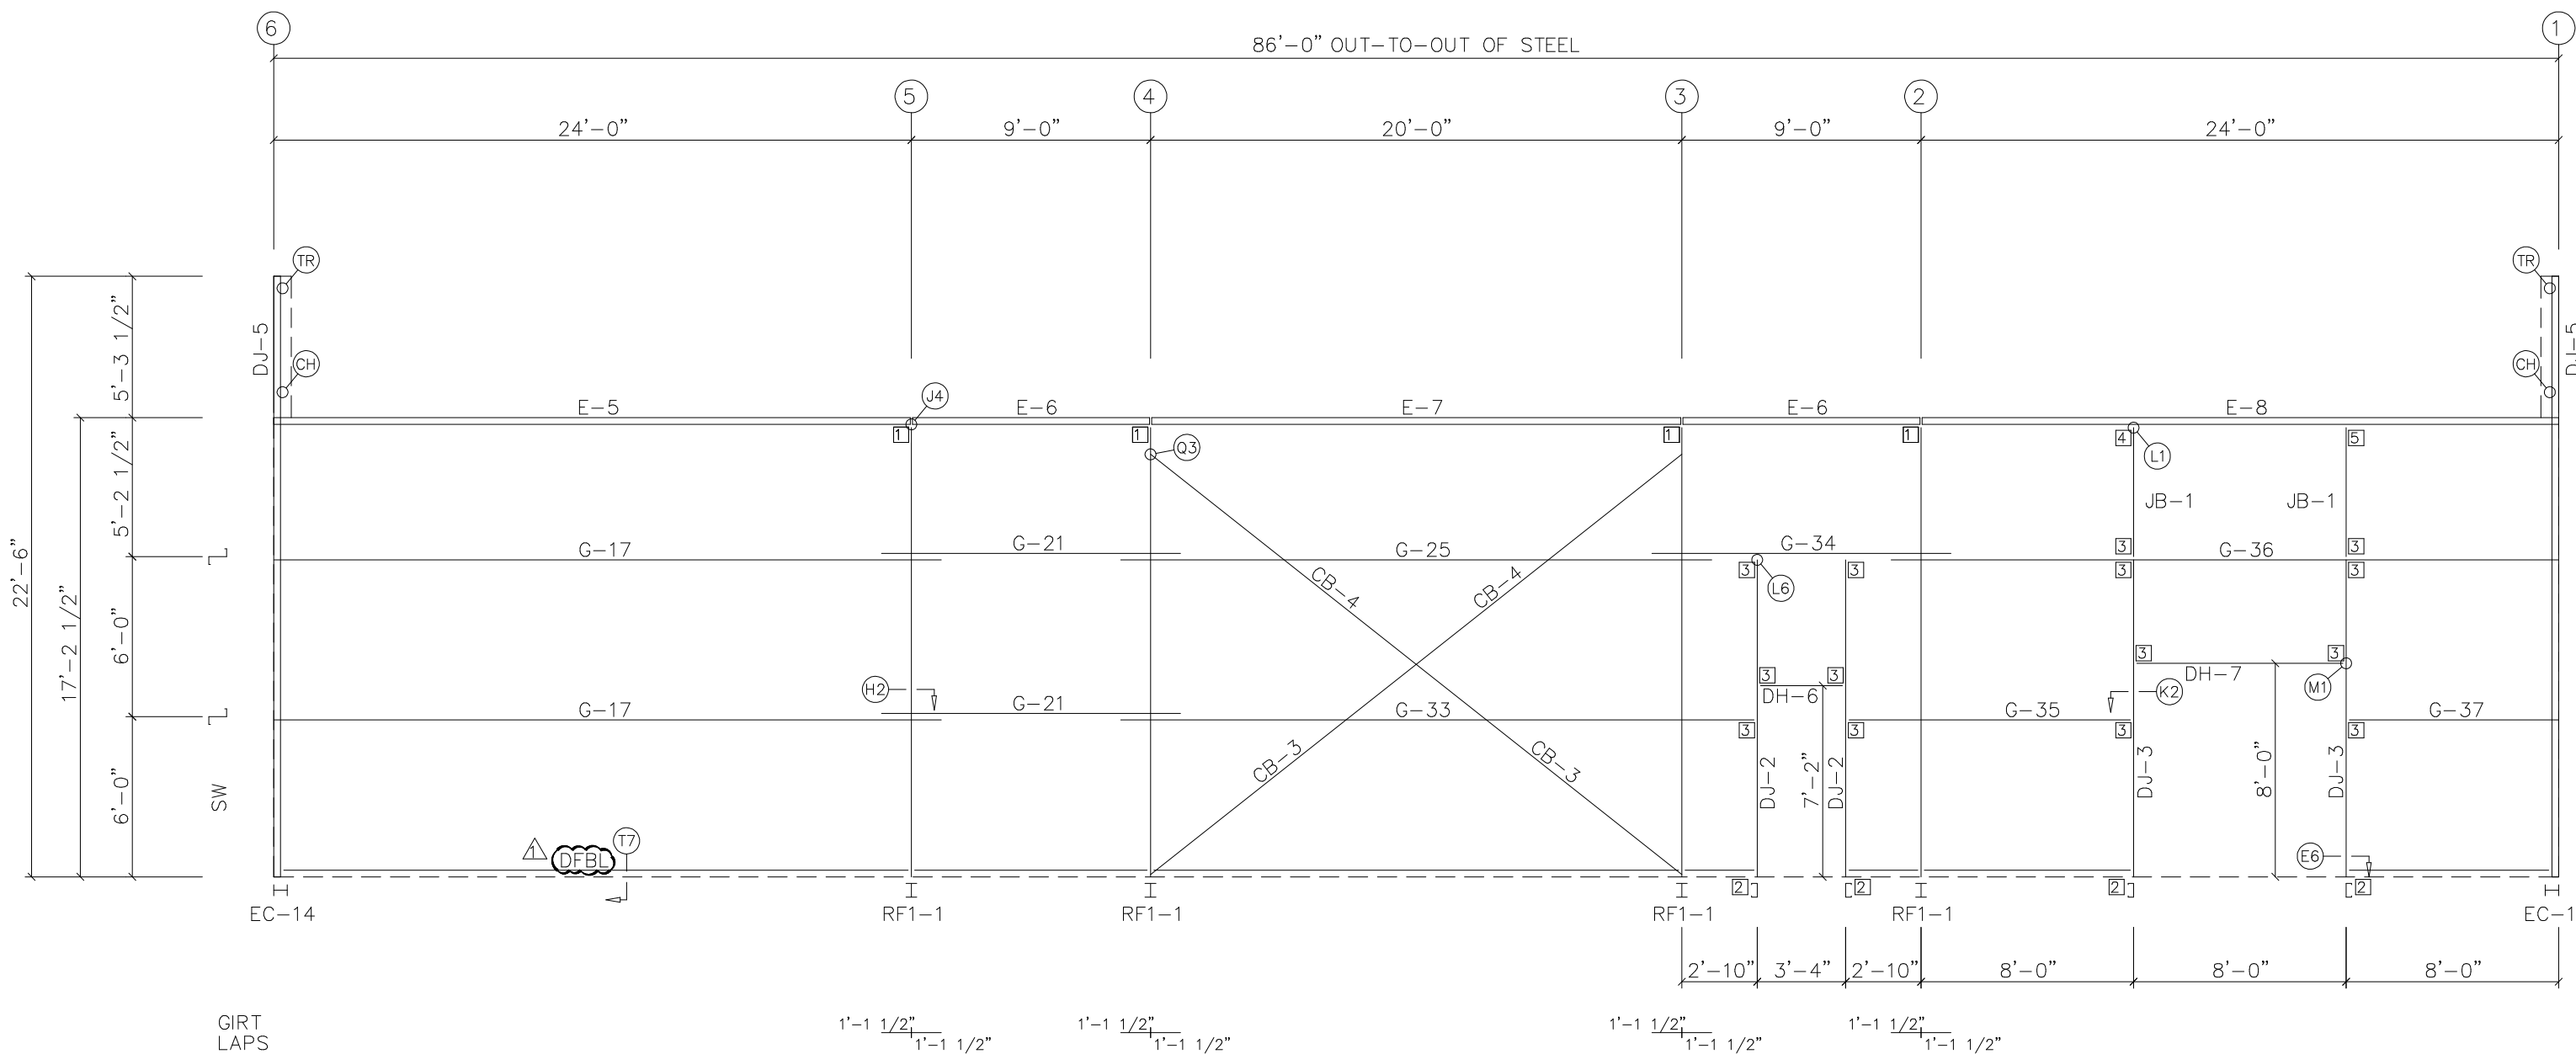 6
1
86'-0" OUT-TO-OUT OF STEEL
5
4
3
2
24'-0"
9'-0"
20'-0"
9'-0"
24'-0"
TR
TR
DJ-5
5'-3 1/2"
CH
CH
DJ-5
J4
E-5
E-6
E-7
E-6
E-8
1
1
1
1
4
5
Q3
L1
5'-2 1/2"
JB-1
JB-1
G-17
G-21
G-25
G-34
3
G-36
3
3
3
3
3
L6
CB-4
CB-4
22'-6"
17'-2 1/2"
6'-0"
3
3
3
3
DH-6
DH-7
H2
K2
M1
G-17
G-21
G-33
G-35
G-37
3
3
3
3
CB-3
CB-3
SW
6'-0"
DJ-2
7'-2"
DJ-2
DJ-3
8'-0"
DJ-3
1
DFBL
T7
E6
2
2
2
2
EC-14
RF1-1
RF1-1
RF1-1
RF1-1
EC-1
2'-10"
3'-4"
2'-10"
8'-0"
8'-0"
8'-0"
GIRT
LAPS
1'-1 1/2"
1'-1 1/2"
1'-1 1/2"
1'-1 1/2"
1'-1 1/2"
1'-1 1/2"
1'-1 1/2"
1'-1 1/2"